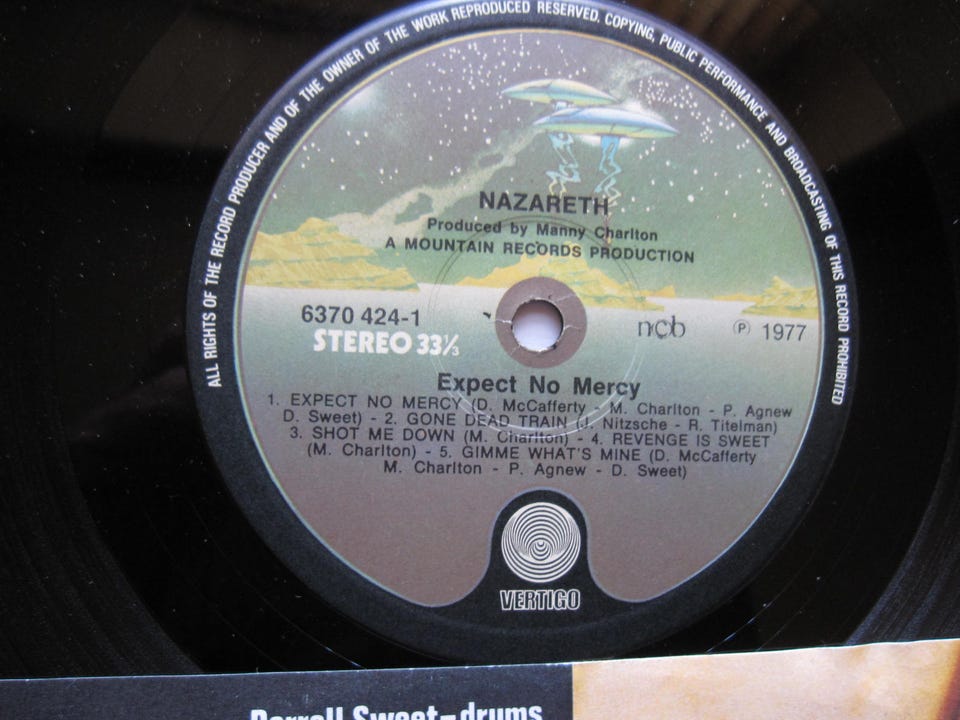 ALL RIGHTS OF THE RECORD PRODUCER AND OF THE OWNER OF THE WORK REPRODUCED RESERVED. COPYING, PUBLIC PERFORMANCE AND BROADCASTING OF THIS RECORD PROHIBITED
NAZARETH
Produced by Manny Charlton
A MOUNTAIN RECORDS PRODUCTION
6370 424-1
STEREO 33⅓
ncb
Ⓟ 1977
Expect No Mercy
1. EXPECT NO MERCY (D. McCafferty - M. Charlton - P. Agnew
D. Sweet) - 2. GONE DEAD TRAIN (J. Nitzsche - R. Titelman)
3. SHOT ME DOWN (M. Charlton) - 4. REVENGE IS SWEET
(M. Charlton) - 5. GIMME WHAT'S MINE (D. McCafferty
M. Charlton - P. Agnew - D. Sweet)
VERTIGO
Darrell Sweet–drums